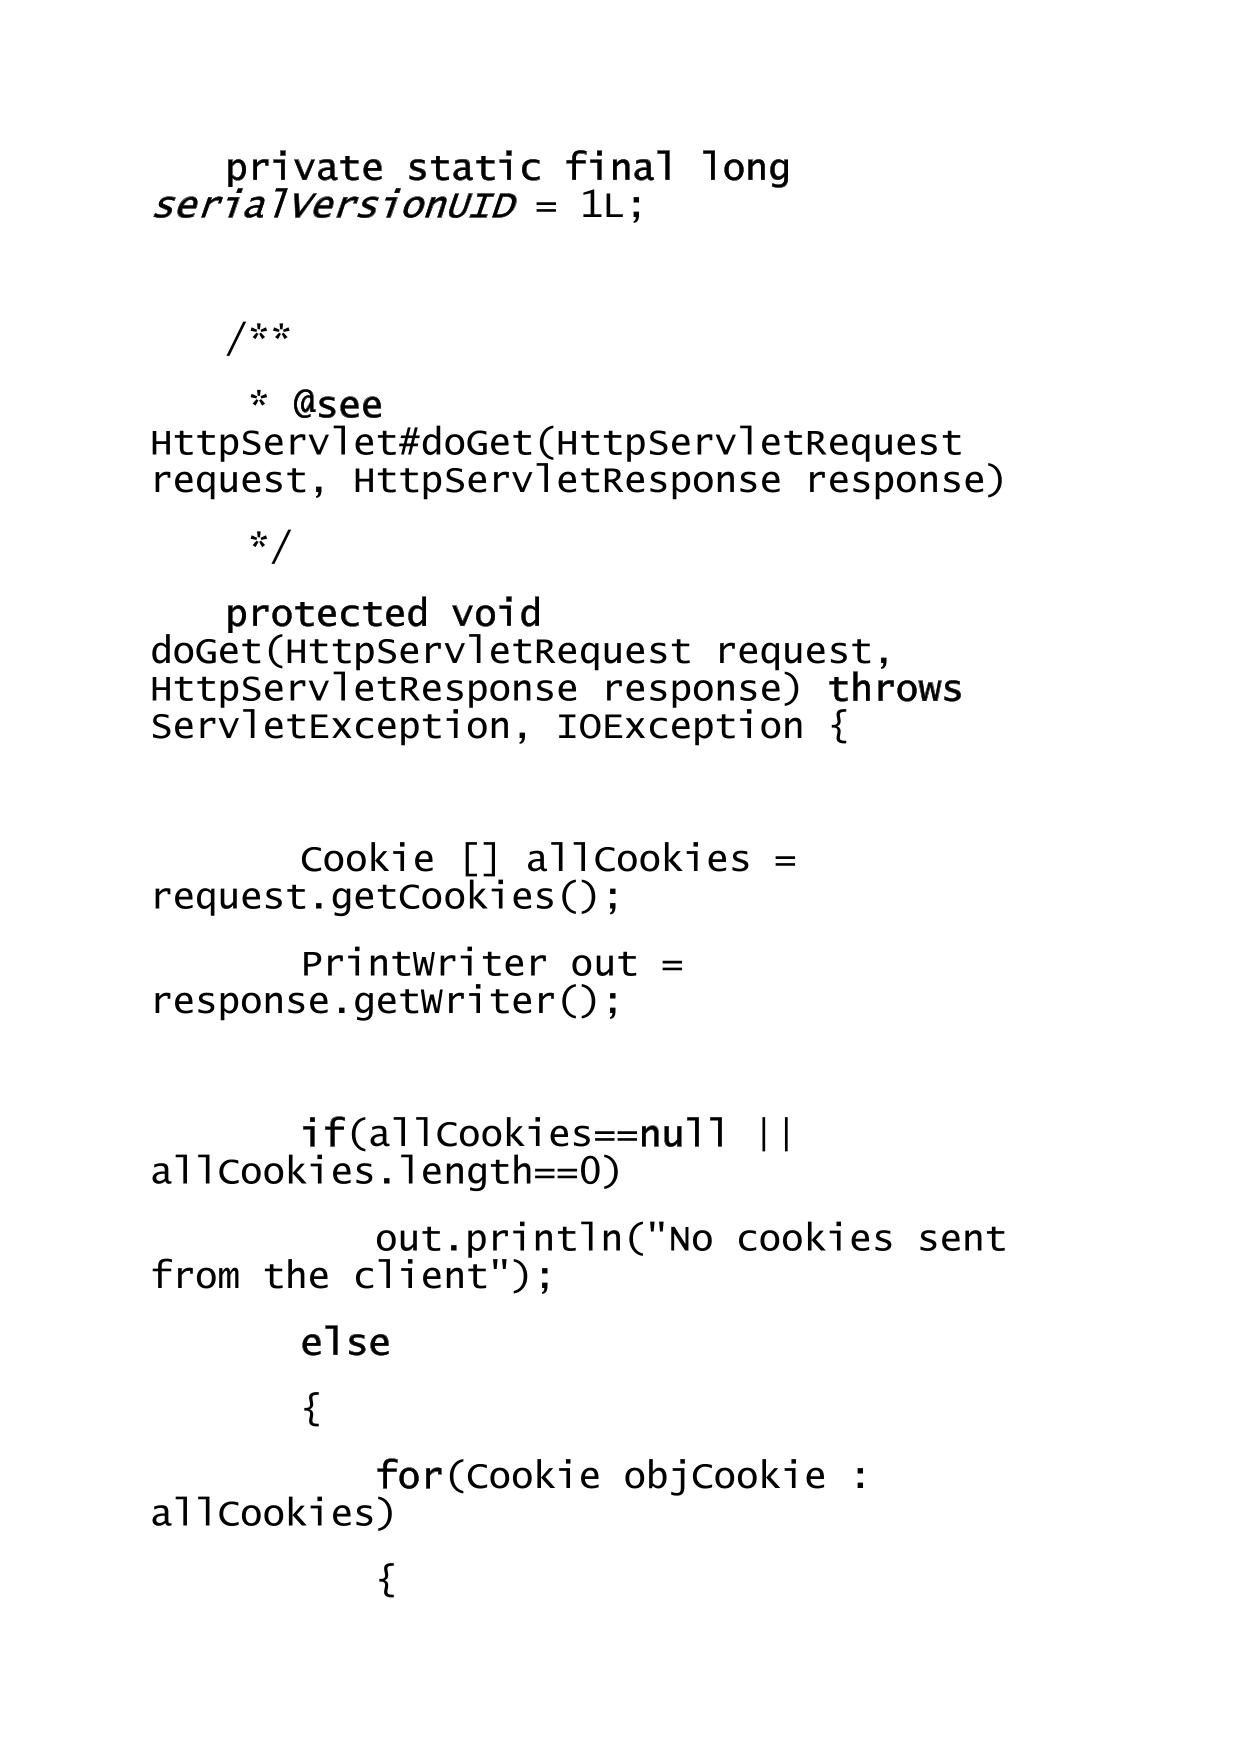 private static final long
serialVersionUID = 1L;
/**
* @see
HttpServlet#doGet(HttpServletRequest
request, HttpServletResponse response)
*/
protected void
doGet(HttpServletRequest request,
HttpServletResponse response) throws
ServletException, IOException {
Cookie [] allCookies =
request.getCookies();
PrintWriter out =
response.getWriter();
if(allCookies==null ||
allCookies.length==0)
out.println("No cookies sent
from the client");
else
{
for(Cookie objCookie :
allCookies)
{